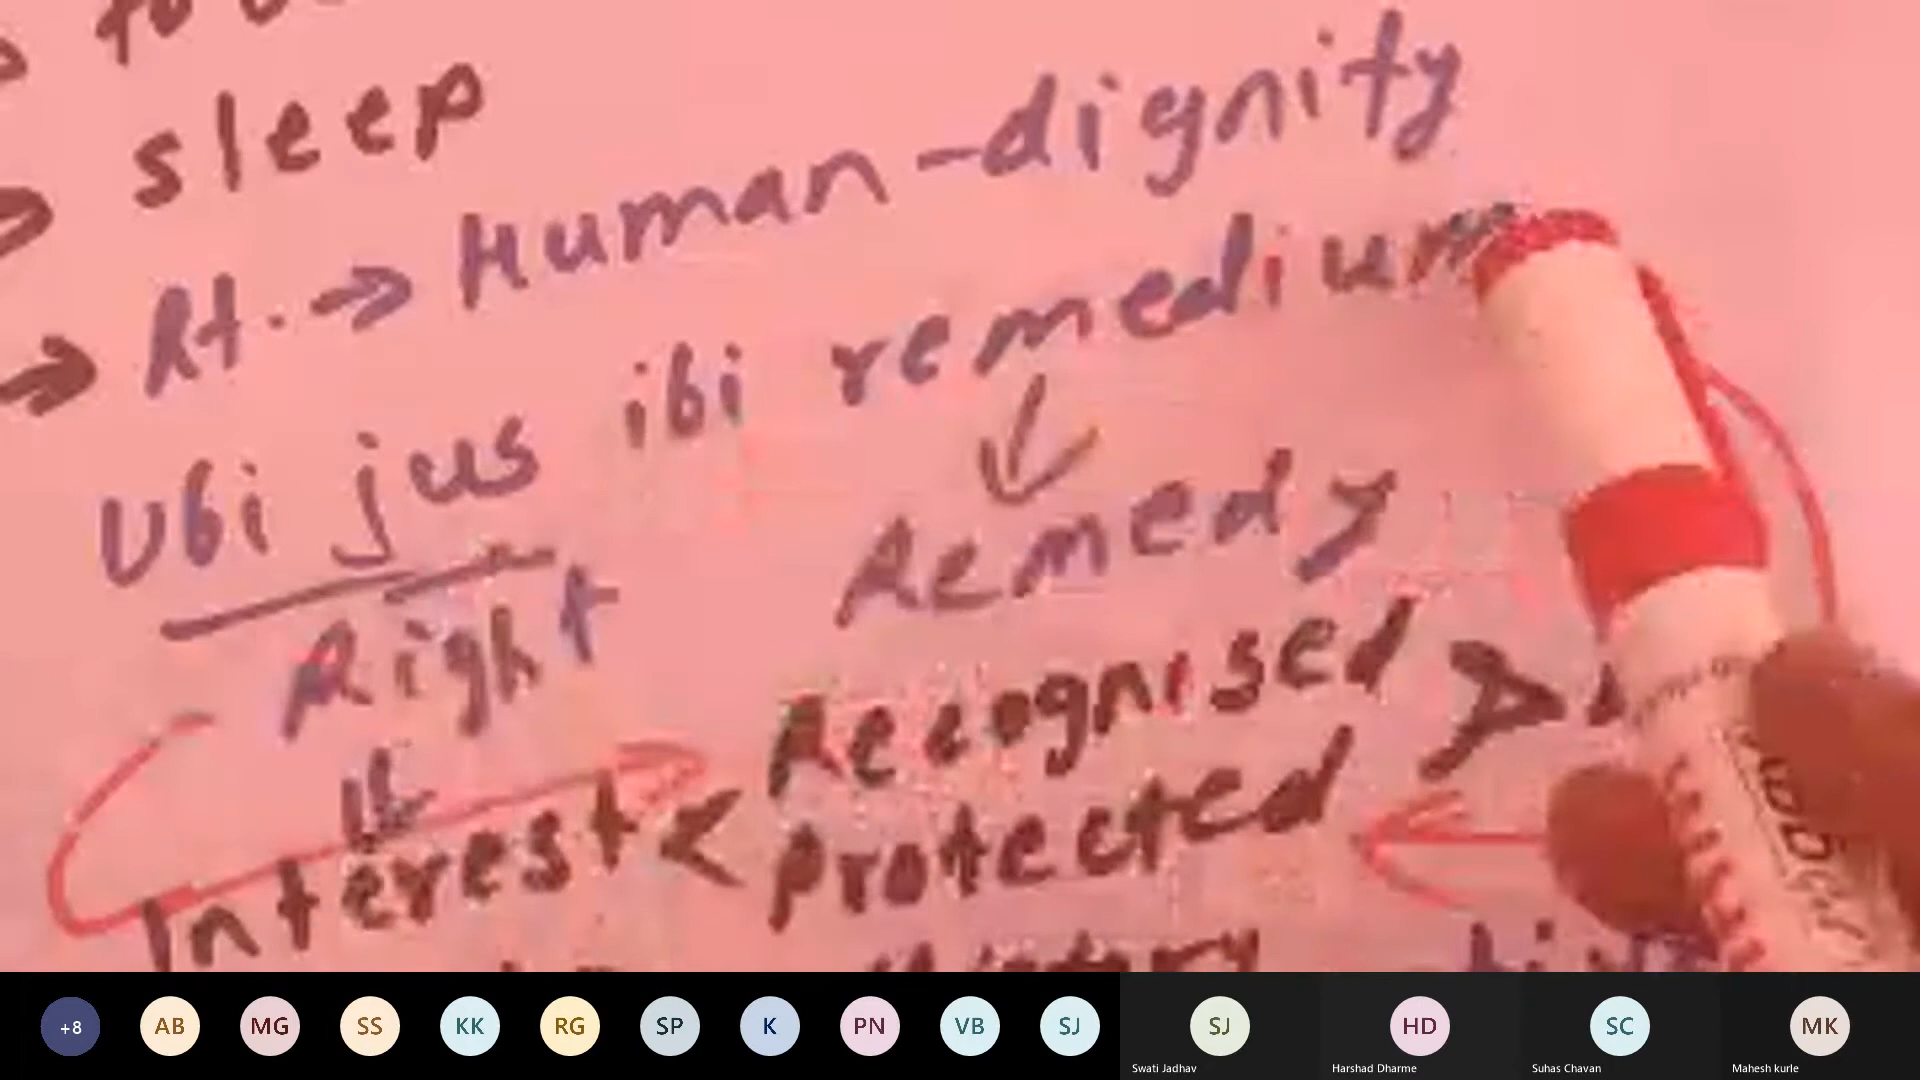 sleep
Rt. → Human-dignity
Ubi jus ibi remedium
Right
Remedy
Interest
Recognised
protected
+8
AB
MG
SS
KK
RG
SP
K
PN
VB
SJ
SJ
HD
SC
MK
Swati Jadhav
Harshad Dharme
Suhas Chavan
Mahesh kurle